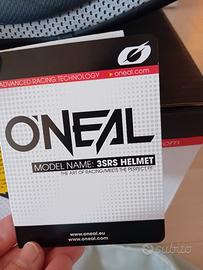 ADVANCED RACING TECHNOLOGY
oneal.com
O'NEAL
MODEL NAME: 3SRS HELMET
THE ART OF RACING MEETS THE PERFECT FIT
www.oneal.eu
www.oneal.com
.com
subito